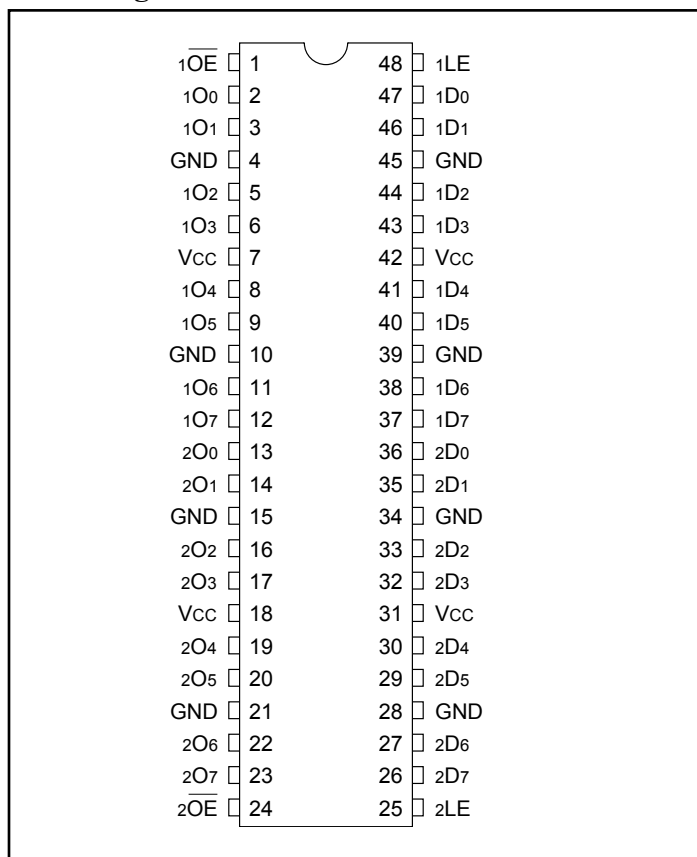 1O̅E̅ 1 48 1LE
1O0 2 47 1D0
1O1 3 46 1D1
GND 4 45 GND
1O2 5 44 1D2
1O3 6 43 1D3
VCC 7 42 VCC
1O4 8 41 1D4
1O5 9 40 1D5
GND 10 39 GND
1O6 11 38 1D6
1O7 12 37 1D7
2O0 13 36 2D0
2O1 14 35 2D1
GND 15 34 GND
2O2 16 33 2D2
2O3 17 32 2D3
VCC 18 31 VCC
2O4 19 30 2D4
2O5 20 29 2D5
GND 21 28 GND
2O6 22 27 2D6
2O7 23 26 2D7
2O̅E̅ 24 25 2LE